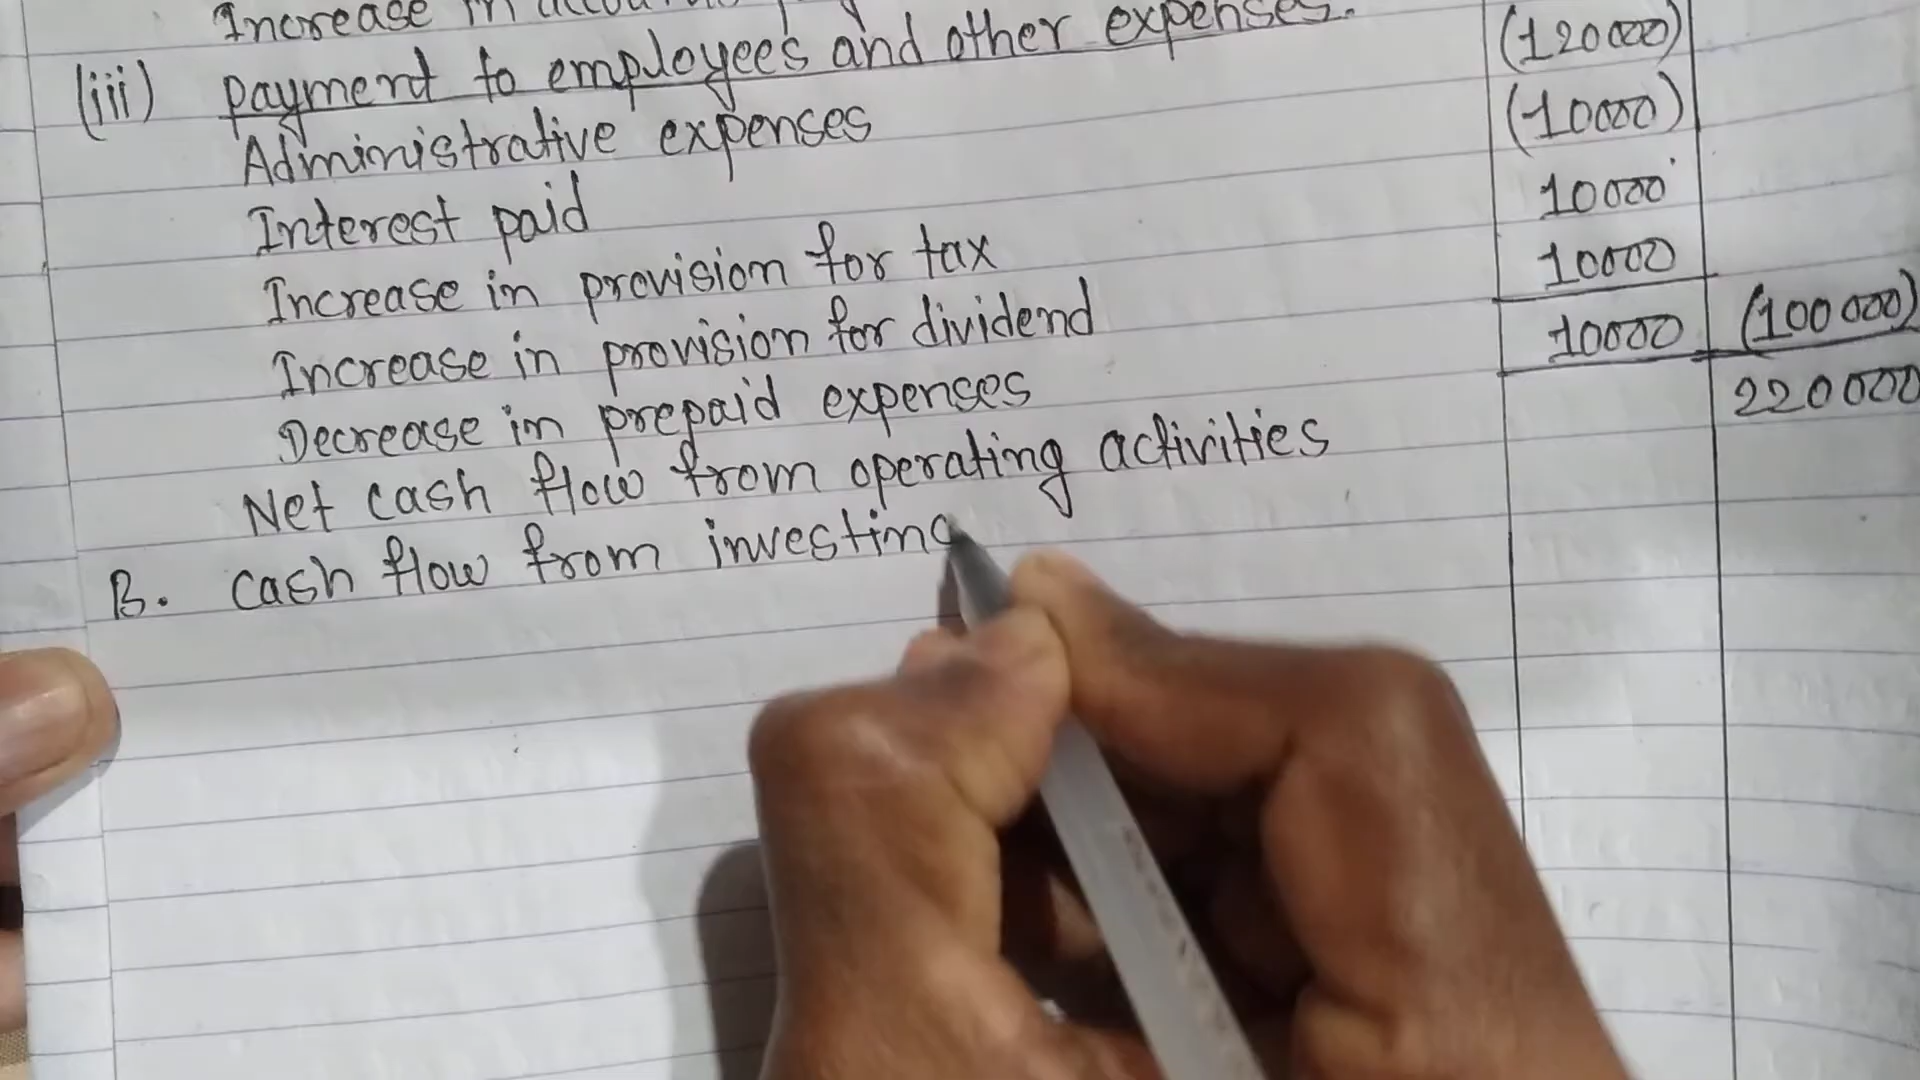 Increase in
(iii) payment to employees and other expenses.
Administrative expenses (120000)
Interest paid (10000)
Increase in provision for tax 10000
Increase in provision for dividend 10000
Decrease in prepaid expenses 10000 (100000)
Net cash flow from operating activities 220000
B. cash flow from investing